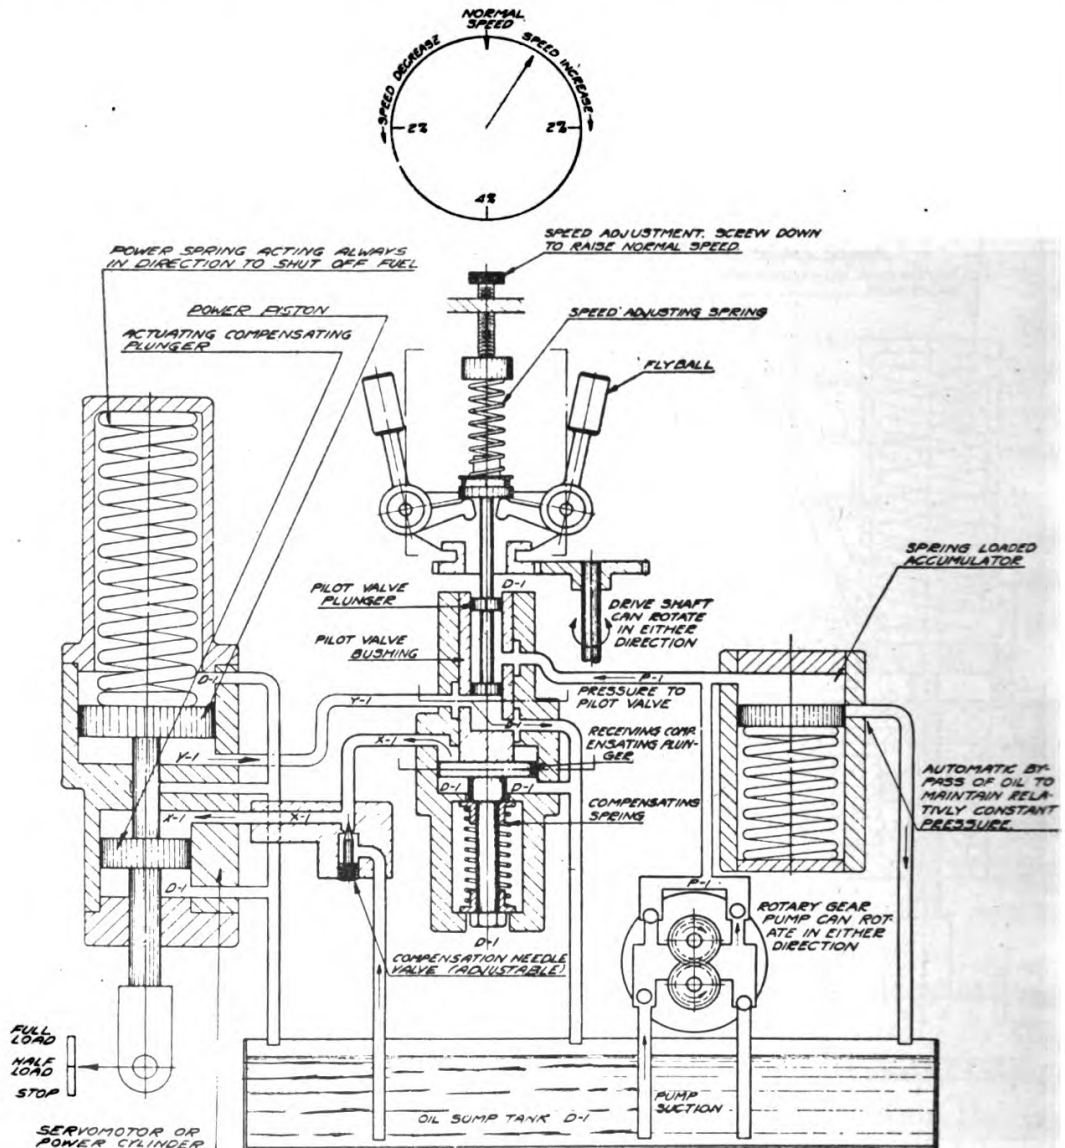 NORMAL
SPEED
SPEED DECREASE
SPEED INCREASE
2%
2%
4%
SPEED ADJUSTMENT. SCREW DOWN
TO RAISE NORMAL SPEED.
POWER SPRING ACTING ALWAYS
IN DIRECTION TO SHUT OFF FUEL
POWER PISTON
ACTUATING COMPENSATING
PLUNGER
SPEED ADJUSTING SPRING
FLYBALL
SPRING LOADED
ACCUMULATOR
D-1
PILOT VALVE
PLUNGER
DRIVE SHAFT
CAN ROTATE
IN EITHER
DIRECTION
PILOT VALVE
BUSHING
D-1
P-1
PRESSURE TO
PILOT VALVE
Y-1
RECEIVING COMP-
ENSATING PLUN-
GER
X-1
Y-1
D-1
D-1
COMPENSATING
SPRING
AUTOMATIC BY-
PASS OF OIL TO
MAINTAIN RELA-
TIVLY CONSTANT
PRESSURE.
X-1
X-1
D-1
P-1
ROTARY GEAR
PUMP CAN ROT-
ATE IN EITHER
DIRECTION
D-1
COMPENSATION NEEDLE
VALVE (ADJUSTABLE)
FULL
LOAD
HALF
LOAD
STOP
PUMP
SUCTION
OIL SUMP TANK D-1
SERVOMOTOR OR
POWER CYLINDER